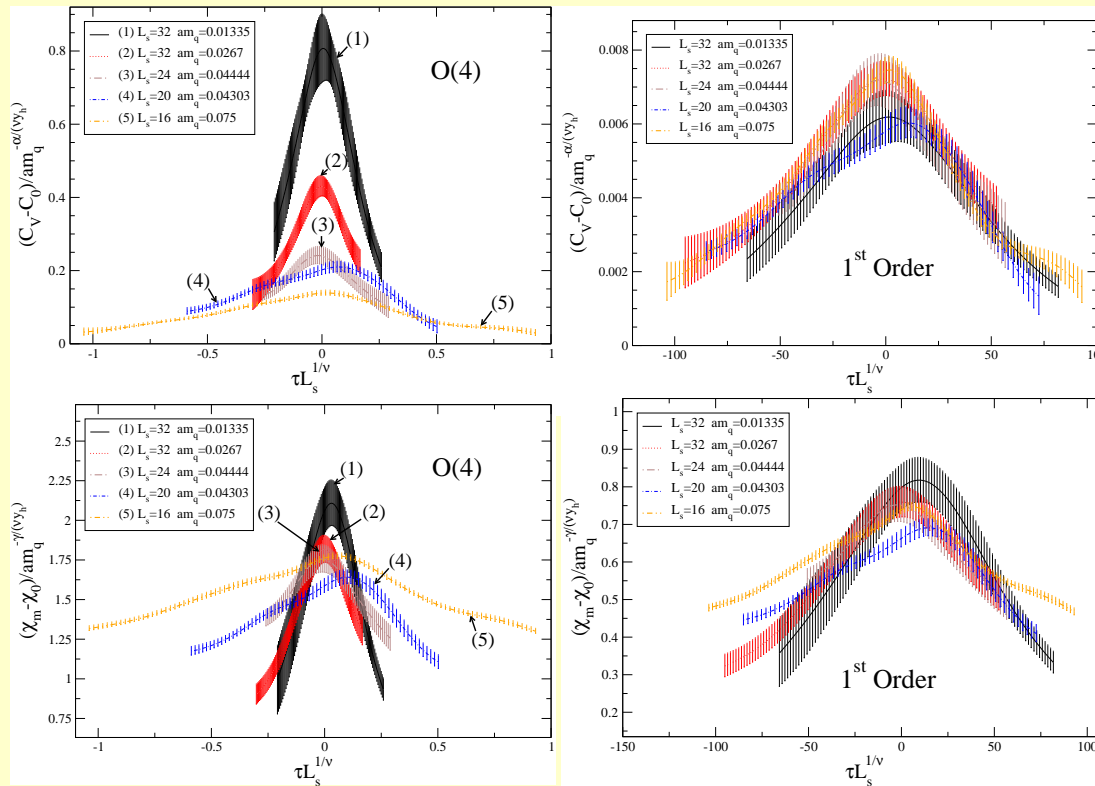 (1) L_s=32 am_q=0.01335
(2) L_s=32 am_q=0.0267
(3) L_s=24 am_q=0.04444
(4) L_s=20 am_q=0.04303
(5) L_s=16 am_q=0.075
O(4)
(1)
(2)
(3)
(4)
(5)
0
0.2
0.4
0.6
0.8
-1
-0.5
0
0.5
1
(C_V-C_0)/am_q^{-α/(νy_h)}
τL_s^{1/ν}
L_s=32 am_q=0.01335
L_s=32 am_q=0.0267
L_s=24 am_q=0.04444
L_s=20 am_q=0.04303
L_s=16 am_q=0.075
1^{st} Order
0.008
0.006
0.004
0.002
0.000
-100
-50
0
50
10
(C_V-C_0)/am_q^{-α/(νy_h)}
τL_s^{1/ν}
(1) L_s=32 am_q=0.01335
(2) L_s=32 am_q=0.0267
(3) L_s=24 am_q=0.04444
(4) L_s=20 am_q=0.04303
(5) L_s=16 am_q=0.075
O(4)
(1)
(2)
(3)
(4)
(5)
2.5
2.25
2
1.75
1.5
1.25
1
0.75
-1
-0.5
0
0.5
1
(χ_m-χ_0)/am_q^{-γ/(νy_h)}
τL_s^{1/ν}
L_s=32 am_q=0.01335
L_s=32 am_q=0.0267
L_s=24 am_q=0.04444
L_s=20 am_q=0.04303
L_s=16 am_q=0.075
1^{st} Order
1
0.9
0.8
0.7
0.6
0.5
0.4
0.3
0.2
-150
-100
-50
0
50
100
(χ_m-χ_0)/am_q^{-γ/(νy_h)}
τL_s^{1/ν}